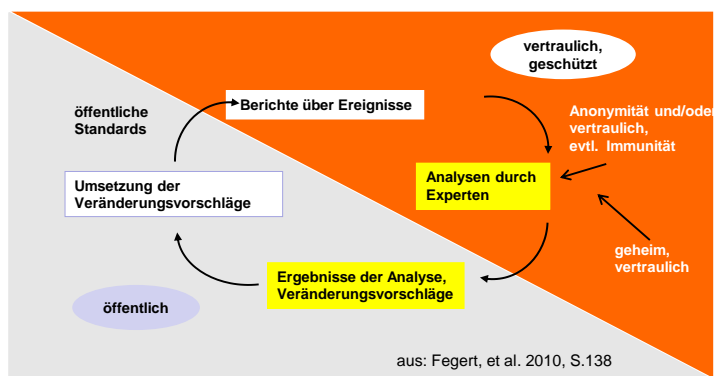 vertraulich,
geschützt
Berichte über Ereignisse
öffentliche
Standards
Anonymität und/oder
vertraulich,
evtl. Immunität
Analysen durch
Experten
Umsetzung der
Veränderungsvorschläge
geheim,
vertraulich
Ergebnisse der Analyse,
Veränderungsvorschläge
öffentlich
aus: Fegert, et al. 2010, S.138